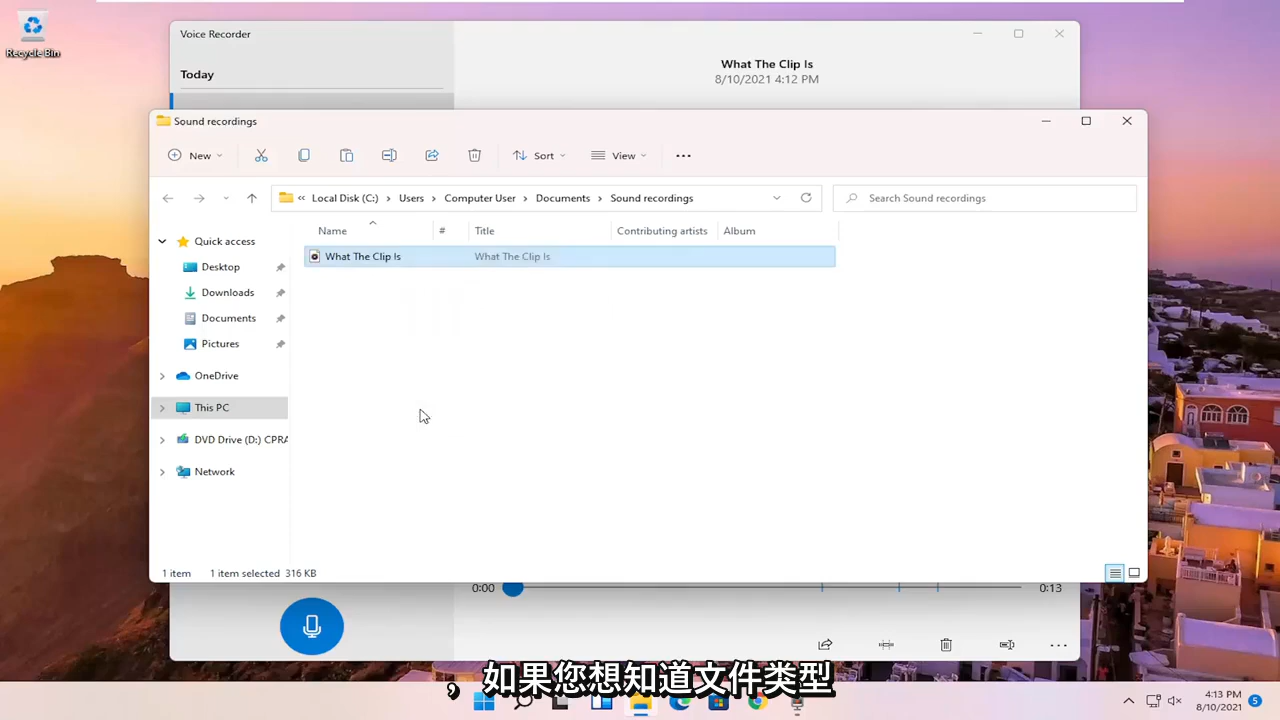 Recycle Bin
Voice Recorder
Today
What The Clip Is
8/10/2021 4:12 PM
Sound recordings
New
Sort
View
Local Disk (C:) › Users › Computer User › Documents › Sound recordings
Search Sound recordings
Name # Title Contributing artists Album
What The Clip Is What The Clip Is
Quick access
Desktop
Downloads
Documents
Pictures
OneDrive
This PC
DVD Drive (D:) CPRA
Network
1 item 1 item selected 316 KB
0:00 0:13
，如果您想知道文件类型
4:13 PM
8/10/2021
5